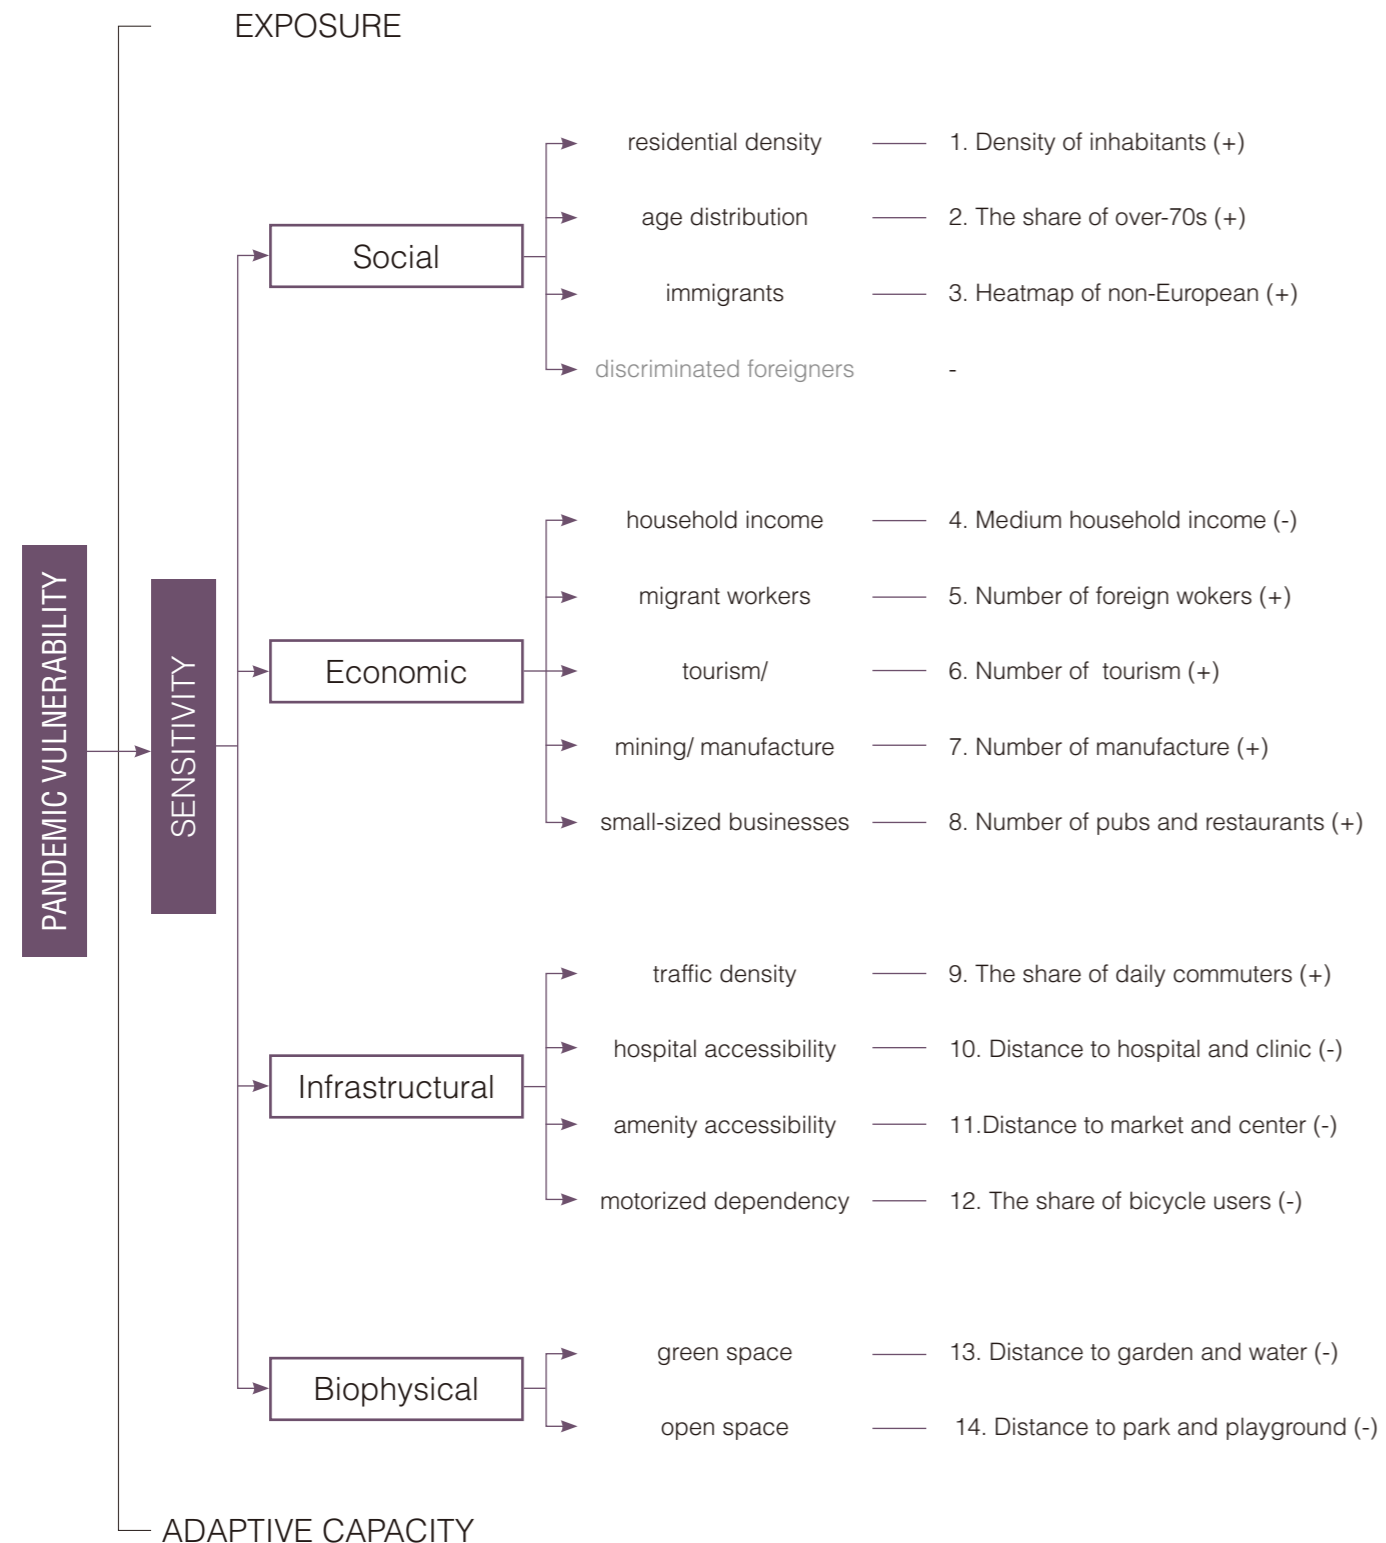 EXPOSURE
PANDEMIC VULNERABILITY
SENSITIVITY
Social
residential density 1. Density of inhabitants (+)
age distribution 2. The share of over-70s (+)
immigrants 3. Heatmap of non-European (+)
discriminated foreigners -
Economic
household income 4. Medium household income (-)
migrant workers 5. Number of foreign wokers (+)
tourism/ 6. Number of  tourism (+)
mining/ manufacture 7. Number of manufacture (+)
small-sized businesses 8. Number of pubs and restaurants (+)
Infrastructural
traffic density 9. The share of daily commuters (+)
hospital accessibility 10. Distance to hospital and clinic (-)
amenity accessibility 11.Distance to market and center (-)
motorized dependency 12. The share of bicycle users (-)
Biophysical
green space 13. Distance to garden and water (-)
open space 14. Distance to park and playground (-)
ADAPTIVE CAPACITY